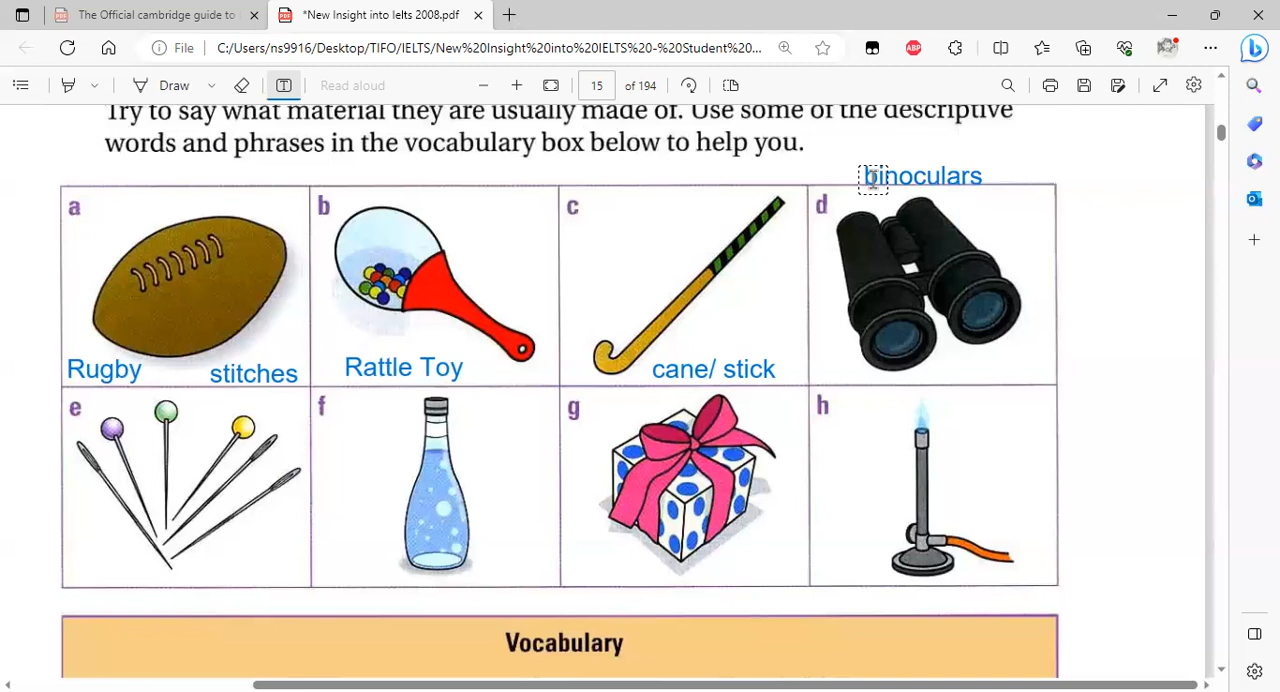 The Official cambridge guide to
*New Insight into Ielts 2008.pdf
File
C:/Users/ns9916/Desktop/TIFO/IELTS/New%20Insight%20into%20IELTS%20-%20Student%20...
ABP
Draw
Read aloud
15
of 194
Try to say what material they are usually made of. Use some of the descriptive
words and phrases in the vocabulary box below to help you.
binoculars
a
b
c
d
Rugby
stitches
Rattle Toy
cane/ stick
e
f
g
h
Vocabulary